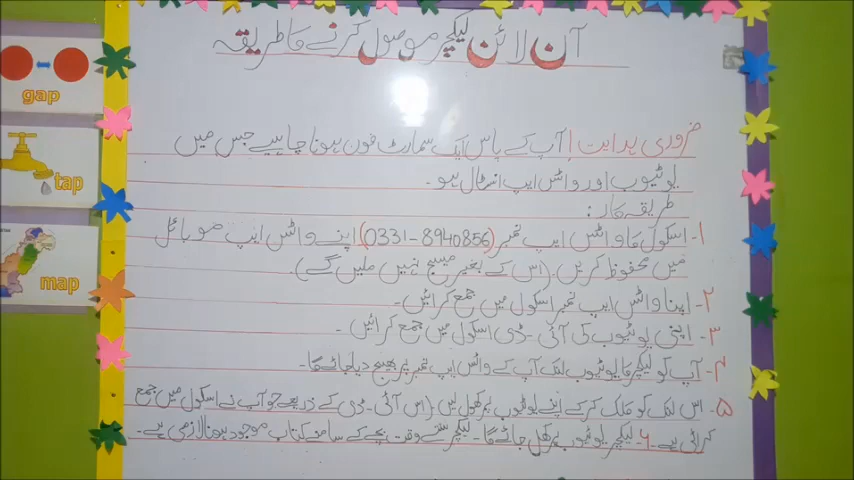 آن لائن لیکچر موصول کرنے کا طریقہ
ضروری ہدایت! آپ کے پاس ایک سمارٹ فون ہونا چاہیے جس میں
یوٹیوب اور واٹس ایپ انسٹال ہو۔
طریقہ کار:
۱- اسکول کا واٹس ایپ نمبر (0331-8940856) اپنے واٹس ایپ موبائل
میں محفوظ کریں۔ (اس کے بغیر میسج نہیں ملیں گے)۔
۲- اپنا واٹس ایپ نمبر اسکول میں جمع کرائیں۔
۳- اپنی یوٹیوب کی آئی-ڈی اسکول میں جمع کرائیں۔
۴- آپ کو لیکچر کا یوٹیوب لنک آپ کے واٹس ایپ نمبر پر بھیج دیا جائے گا۔
۵- اس لنک کو کلک کر کے اپنے یوٹیوب پر کھول لیں۔ (اس آئی-ڈی کے ذریعے جو آپ نے اسکول میں جمع
کرائی ہے۔ ۶- لیکچر یوٹیوب پر کھل جائے گا۔ لیکچر سنتے وقت بچے کے سامنے کتاب موجود ہونا لازمی ہے۔
gap
tap
map